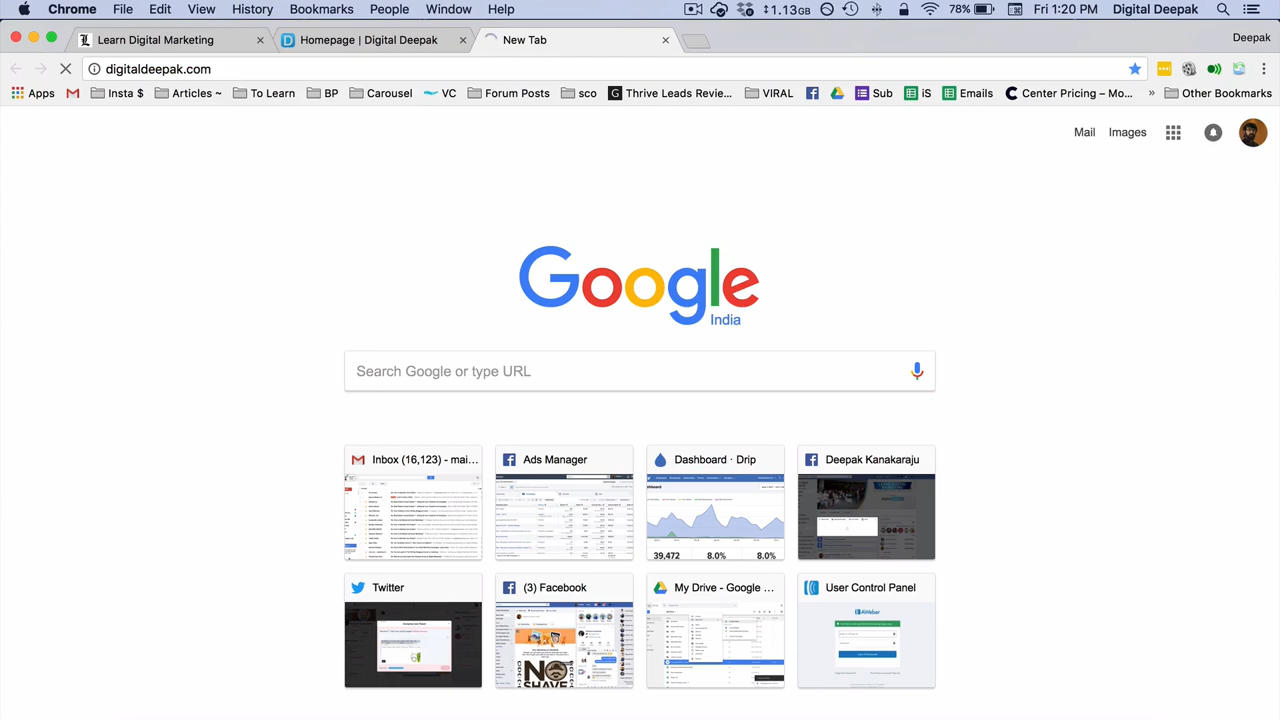 Chrome File Edit View History Bookmarks People Window Help 1.13GB 78% Fri 1:20 PM Digital Deepak
Learn Digital Marketing Homepage | Digital Deepak New Tab Deepak
digitaldeepak.com
Apps Insta $ Articles ~ To Learn BP Carousel VC Forum Posts sco Thrive Leads Revie... VIRAL Sub iS Emails Center Pricing – Mo... » Other Bookmarks
Mail Images
Google
India
Search Google or type URL
Inbox (16,123) - mai... Ads Manager Dashboard · Drip Deepak Kanakaraju
39,472 8.0% 8.0%
Twitter (3) Facebook My Drive - Google ... User Control Panel
AWeber
NO
SHAVE